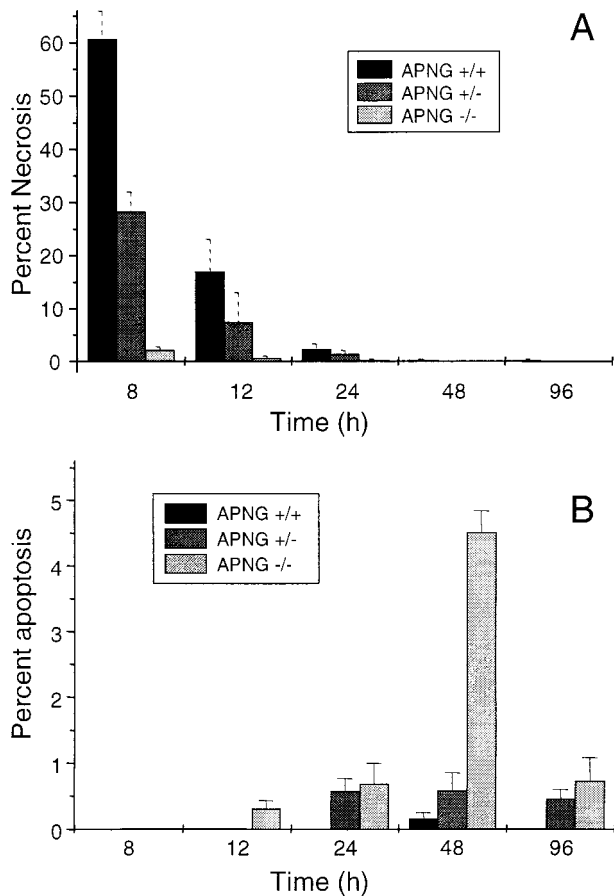 A
60
50
40
30
20
10
0
Percent Necrosis
APNG +/+
APNG +/-
APNG -/-
8 12 24 48 96
Time (h)
B
5
4
3
2
1
0
Percent apoptosis
APNG +/+
APNG +/-
APNG -/-
8 12 24 48 96
Time (h)